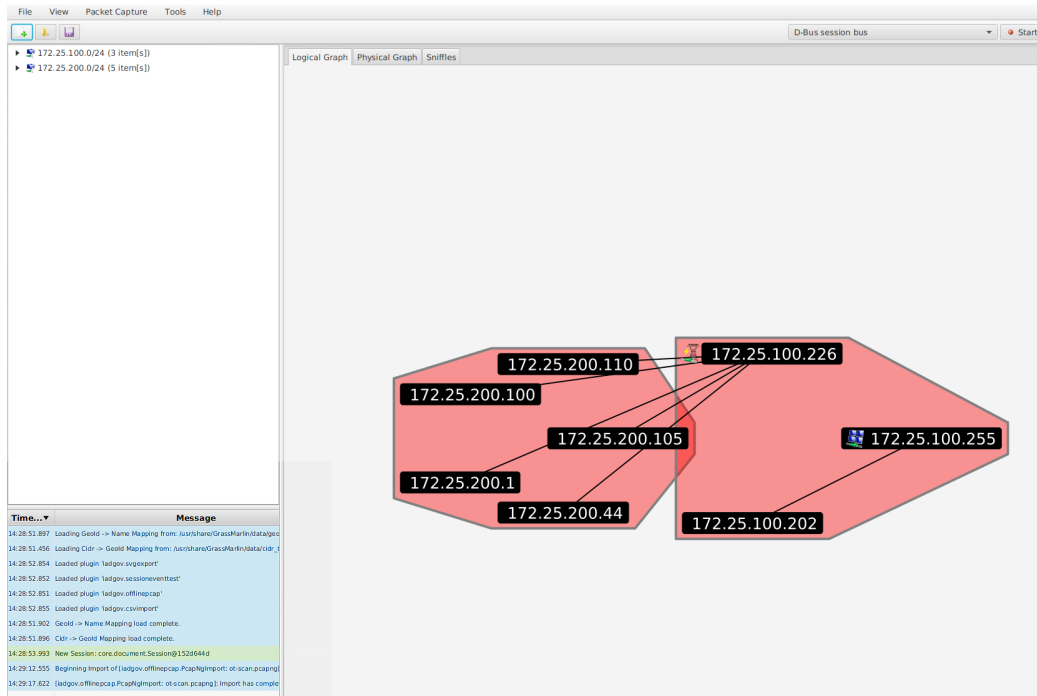 File View Packet Capture Tools Help
D-Bus session bus
Start
172.25.100.0/24 (3 item[s])
172.25.200.0/24 (5 item[s])
Logical Graph Physical Graph Sniffles
172.25.100.226
172.25.200.110
172.25.200.100
172.25.200.105
172.25.100.255
172.25.200.1
172.25.200.44
172.25.100.202
Time... Message
14:28:51.897 Loading GeoId -> Name Mapping from: /usr/share/GrassMarlin/data/geo
14:28:51.456 Loading Cidr -> GeoId Mapping from: /usr/share/GrassMarlin/data/cidr_t
14:28:52.854 Loaded plugin 'iadgov.svgexport'
14:28:52.852 Loaded plugin 'iadgov.sessioneventtest'
14:28:52.851 Loaded plugin 'iadgov.offlinepcap'
14:28:52.855 Loaded plugin 'iadgov.csvimport'
14:28:51.902 GeoId -> Name Mapping load complete.
14:28:51.896 Cidr -> GeoId Mapping load complete.
14:28:53.993 New Session: core.document.Session@152d644d
14:29:12.555 Beginning Import of [iadgov.offlinepcap.PcapNgImport: ot-scan.pcapng]
14:29:17.622 [iadgov.offlinepcap.PcapNgImport: ot-scan.pcapng]: Import has comple